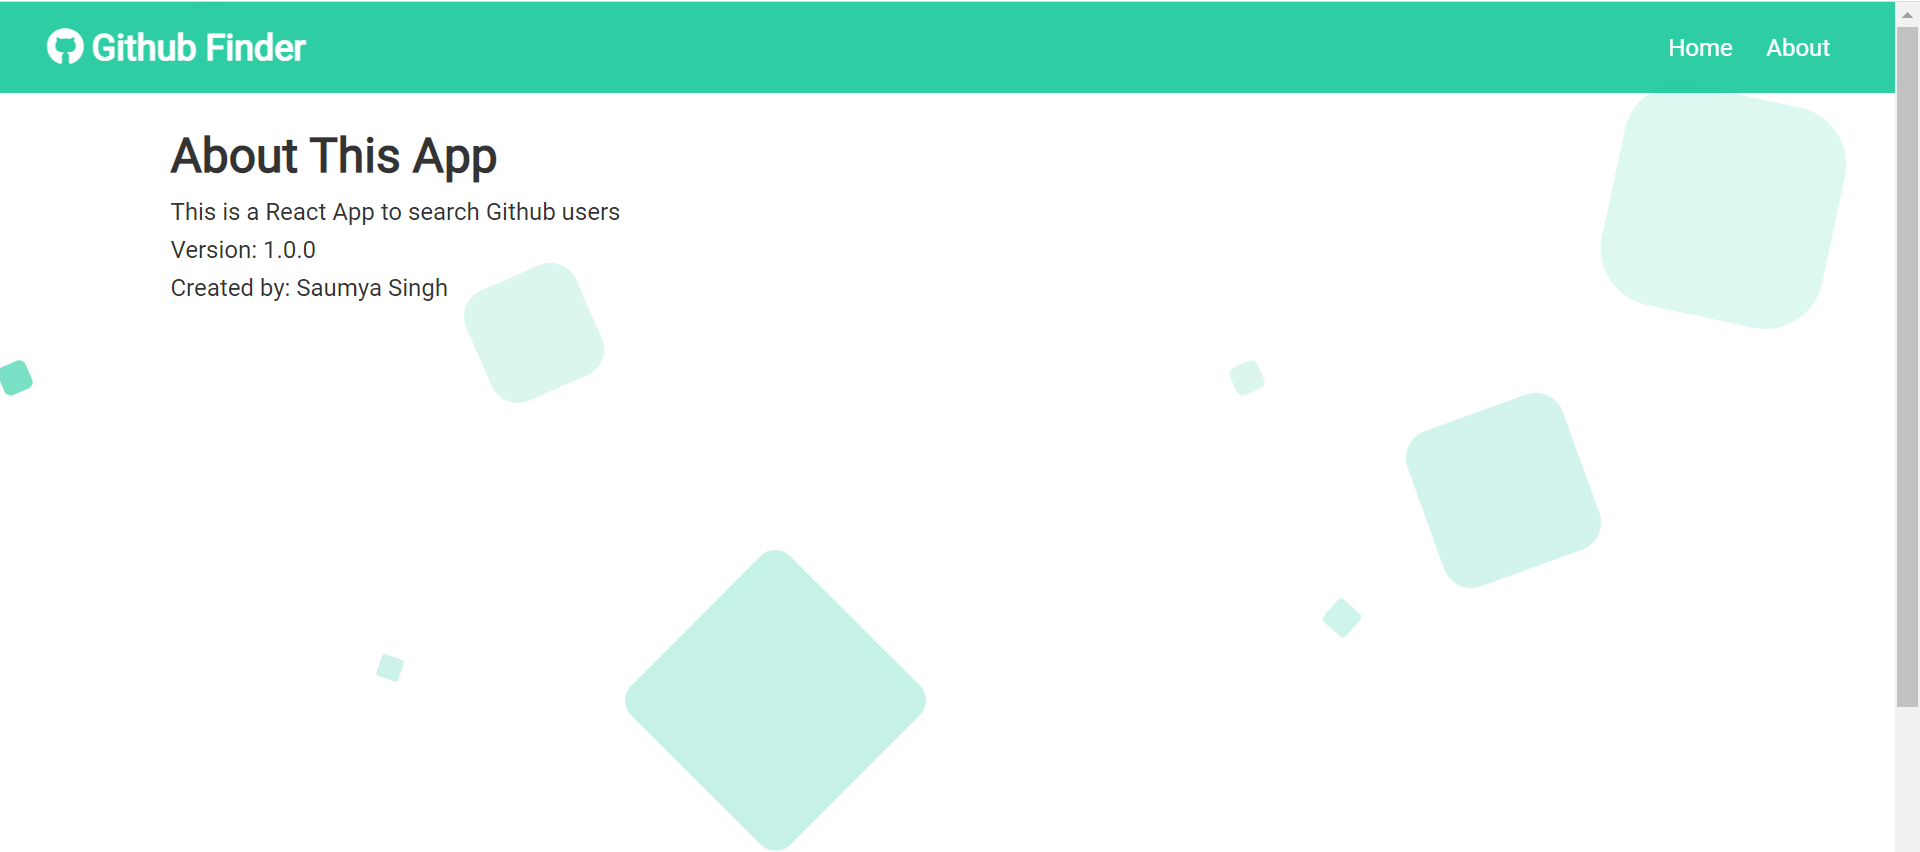 Github Finder
Home
About
About This App
This is a React App to search Github users
Version: 1.0.0
Created by: Saumya Singh